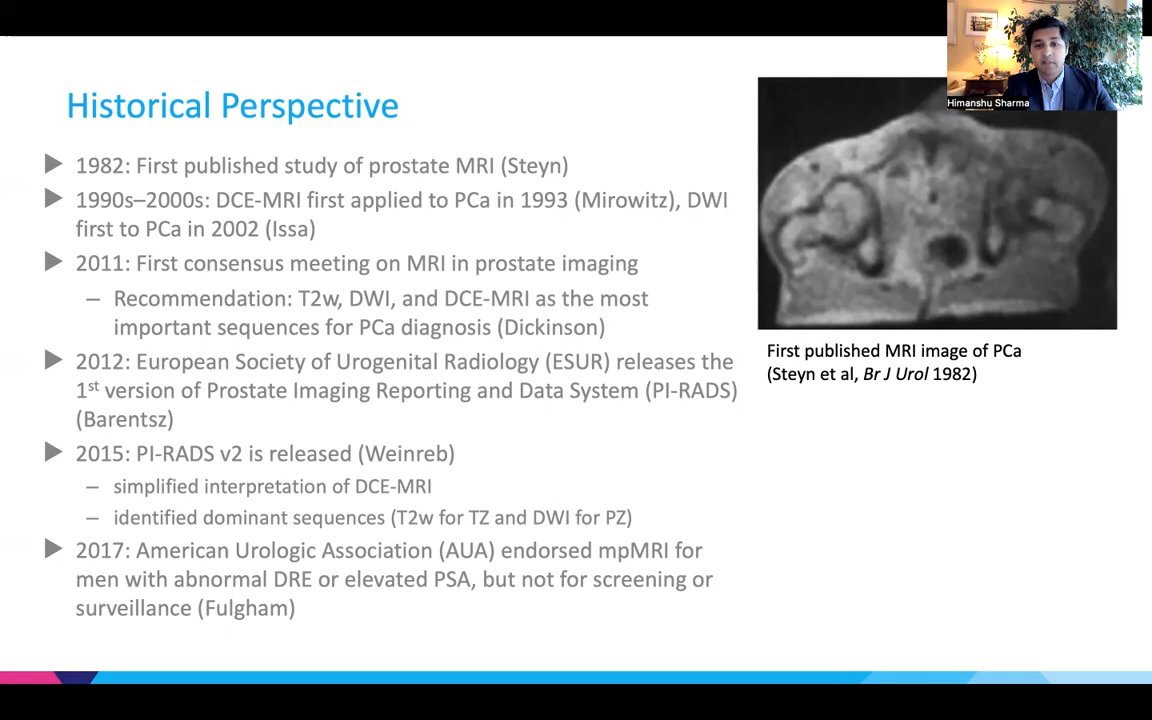 Himanshu Sharma
Historical Perspective
▶ 1982: First published study of prostate MRI (Steyn)
▶ 1990s–2000s: DCE-MRI first applied to PCa in 1993 (Mirowitz), DWI
first to PCa in 2002 (Issa)
▶ 2011: First consensus meeting on MRI in prostate imaging
– Recommendation: T2w, DWI, and DCE-MRI as the most
important sequences for PCa diagnosis (Dickinson)
▶ 2012: European Society of Urogenital Radiology (ESUR) releases the
1st version of Prostate Imaging Reporting and Data System (PI-RADS)
(Barentsz)
▶ 2015: PI-RADS v2 is released (Weinreb)
– simplified interpretation of DCE-MRI
– identified dominant sequences (T2w for TZ and DWI for PZ)
▶ 2017: American Urologic Association (AUA) endorsed mpMRI for
men with abnormal DRE or elevated PSA, but not for screening or
surveillance (Fulgham)
First published MRI image of PCa
(Steyn et al, Br J Urol 1982)